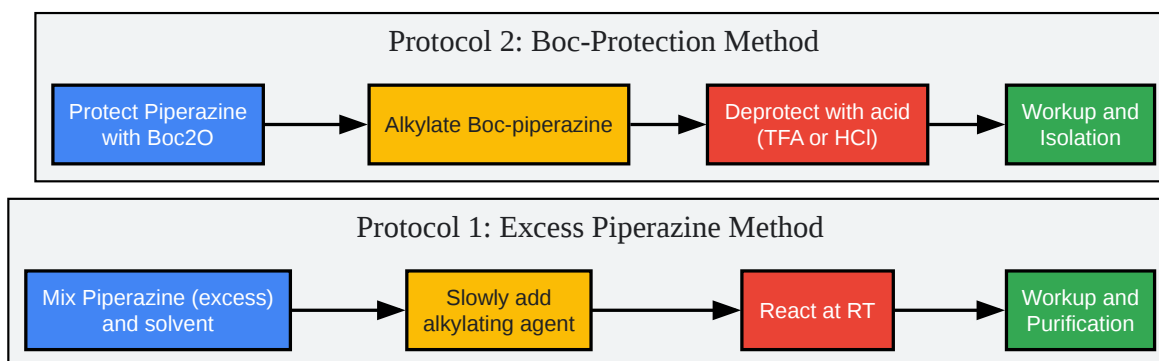 Protocol 2: Boc-Protection Method
Protect Piperazine
with Boc2O
Alkylate Boc-piperazine
Deprotect with acid
(TFA or HCl)
Workup and
Isolation
Protocol 1: Excess Piperazine Method
Mix Piperazine (excess)
and solvent
Slowly add
alkylating agent
React at RT
Workup and
Purification